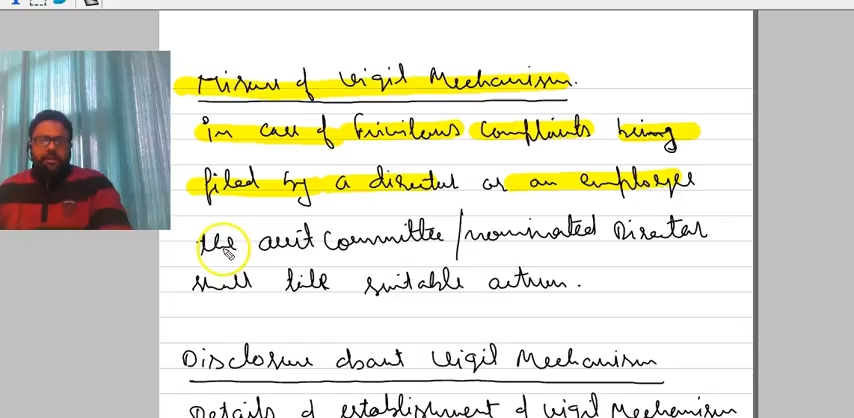 Misuse of Vigil Mechanism.
In case of Frivilous complaints being
filed by a director or an employee
the audit Committee/nominated Director
shall take suitable action.
Disclosure about Vigil Mechanism
Details of establishment of Vigil Mechanism